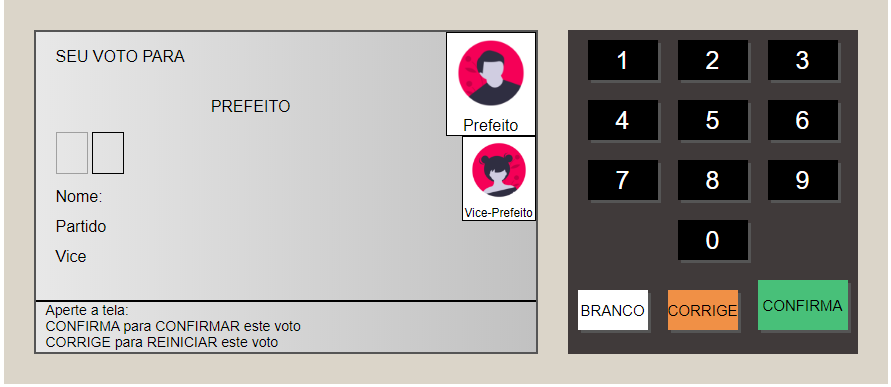 SEU VOTO PARA
PREFEITO
Prefeito
Nome:
Partido
Vice
Vice-Prefeito
Aperte a tela:
CONFIRMA para CONFIRMAR este voto
CORRIGE para REINICIAR este voto
1 2 3
4 5 6
7 8 9
0
BRANCO CORRIGE CONFIRMA